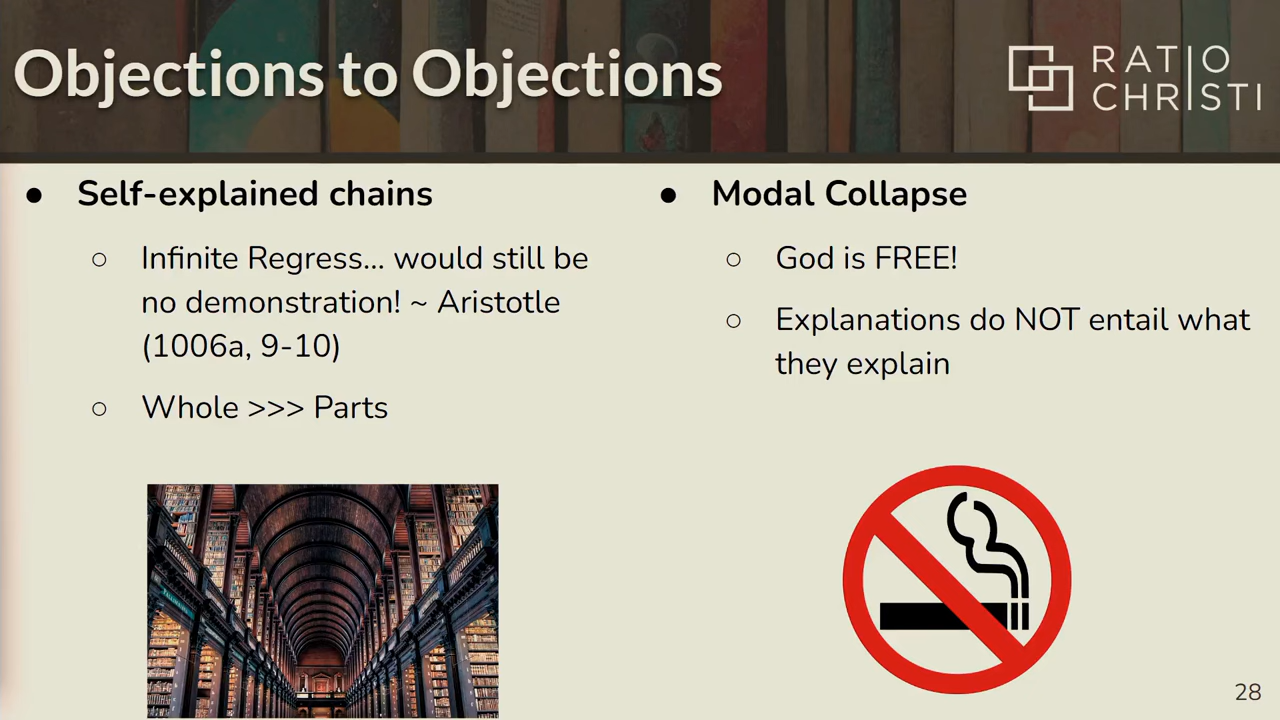 Objections to Objections
RATIO
CHRISTI
● Self-explained chains
○ Infinite Regress... would still be
no demonstration! ~ Aristotle
(1006a, 9-10)
○ Whole >>> Parts
● Modal Collapse
○ God is FREE!
○ Explanations do NOT entail what
they explain
28